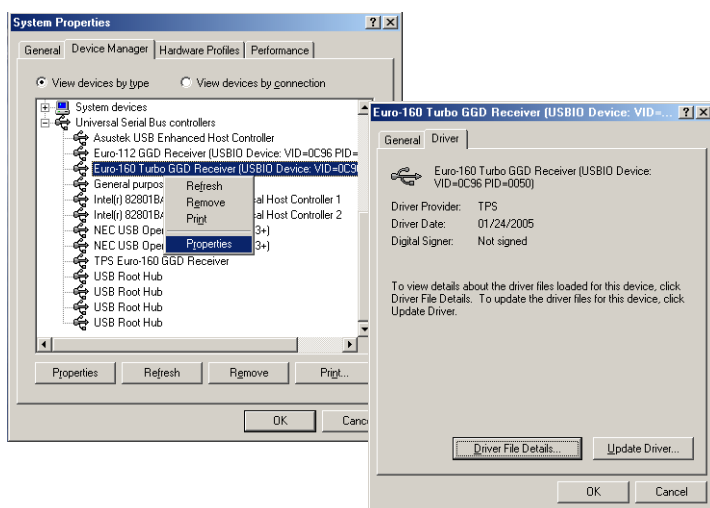 System Properties
General Device Manager Hardware Profiles Performance
View devices by type View devices by connection
System devices
Universal Serial Bus controllers
Asustek USB Enhanced Host Controller
Euro-112 GGD Receiver (USBIO Device: VID=0C96 PID=
Euro-160 Turbo GGD Receiver (USBIO Device: VID=0C9
General purpos
Intel(r) 82801BA al Host Controller 1
Intel(r) 82801BA al Host Controller 2
NEC USB Oper 3+)
NEC USB Oper 3+)
TPS Euro-160 GGD Receiver
USB Root Hub
USB Root Hub
USB Root Hub
USB Root Hub
Refresh
Remove
Print
Properties
Properties Refresh Remove Print...
OK Canc
Euro-160 Turbo GGD Receiver (USBIO Device: VID=...
General Driver
Euro-160 Turbo GGD Receiver (USBIO Device:
VID=0C96 PID=0050)
Driver Provider: TPS
Driver Date: 01/24/2005
Digital Signer: Not signed
To view details about the driver files loaded for this device, click
Driver File Details. To update the driver files for this device, click
Update Driver.
Driver File Details... Update Driver...
OK Cancel